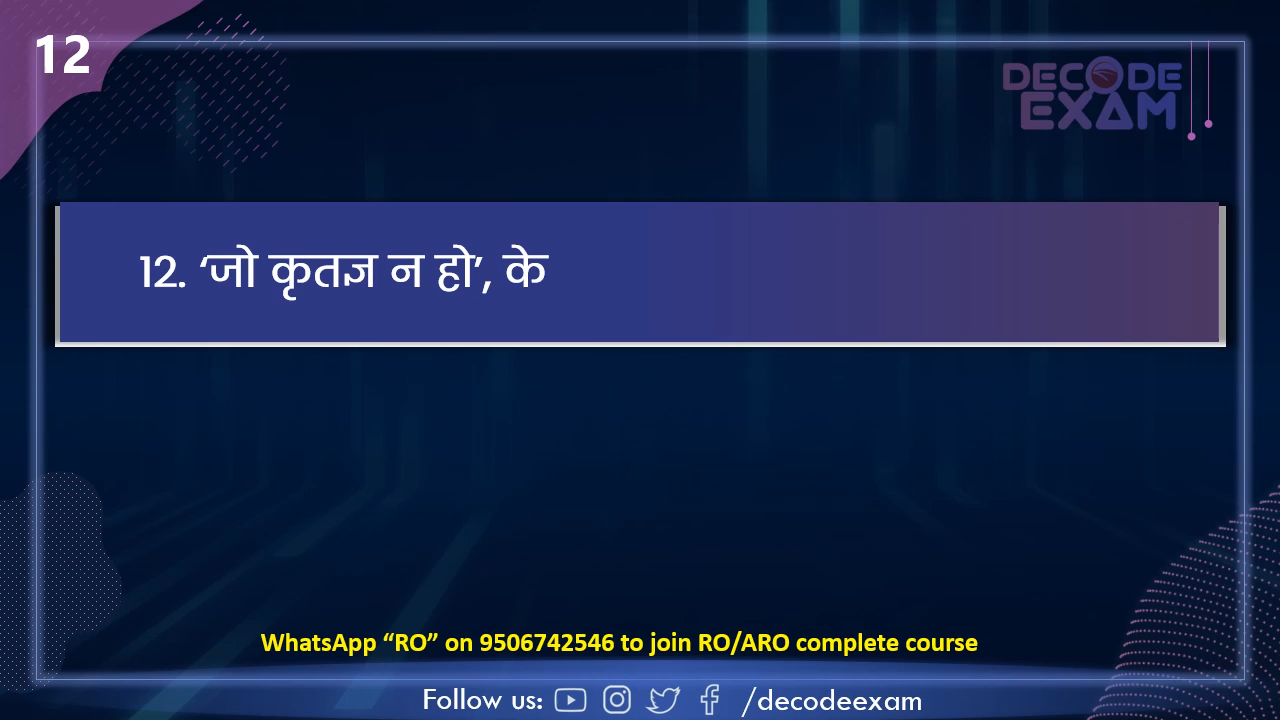 12
DECODE
EXAM
12. ‘जो कृतज्ञ न हो’, के
WhatsApp “RO” on 9506742546 to join RO/ARO complete course
Follow us: /decodeexam